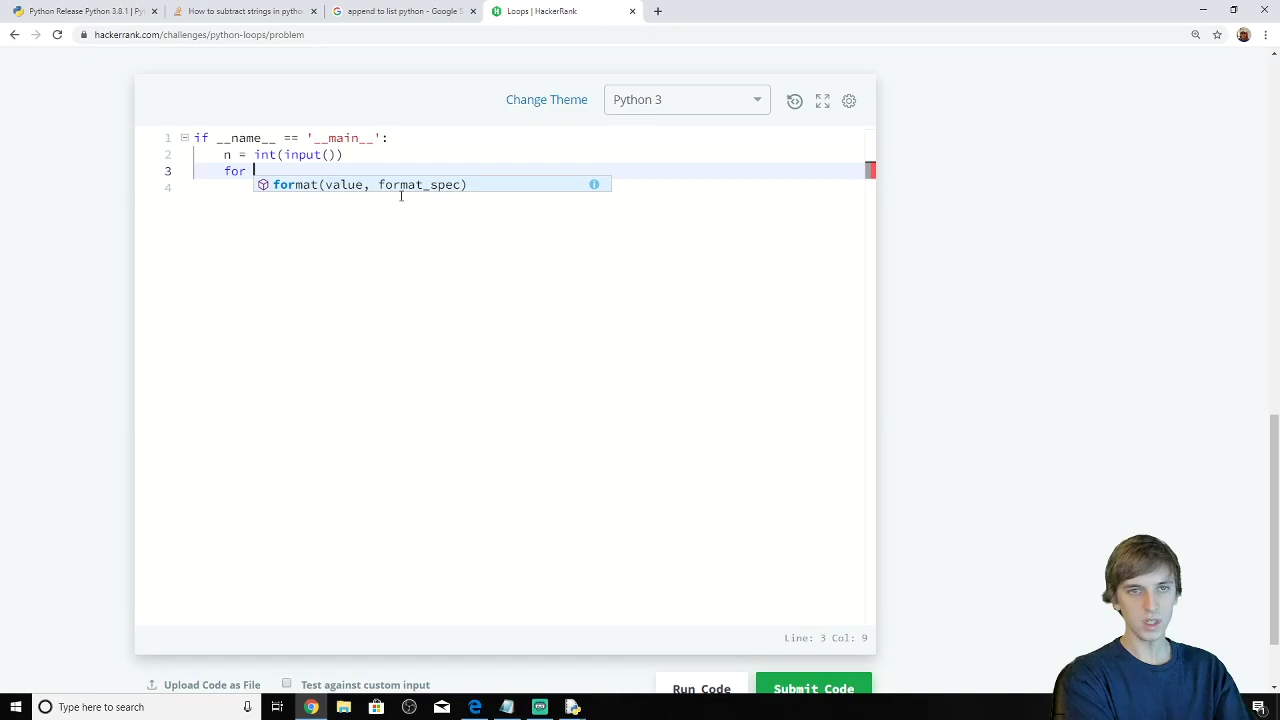 Python Release Python 3.8.1 | Py
How to subtract strings in python
append to list python - Google S
Loops | HackerRank
hackerrank.com/challenges/python-loops/problem
Change Theme
Python 3
1 if __name__ == '__main__':
2 n = int(input())
3 for
format(value, format_spec)
4
Line: 3 Col: 9
Upload Code as File
Test against custom input
Run Code
Submit Code
Type here to search